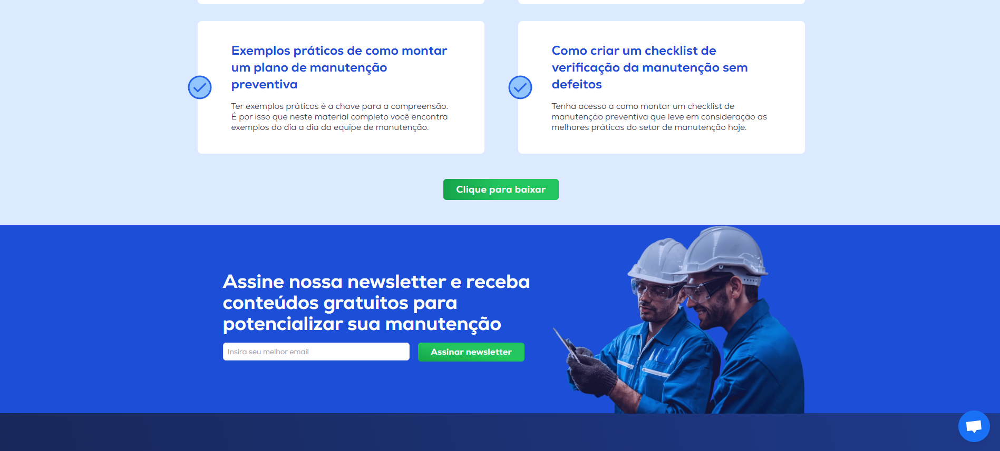 Exemplos práticos de como montar
um plano de manutenção
preventiva
Ter exemplos práticos é a chave para a compreensão.
É por isso que neste material completo você encontra
exemplos do dia a dia da equipe de manutenção.
Como criar um checklist de
verificação da manutenção sem
defeitos
Tenha acesso a como montar um checklist de
manutenção preventiva que leve em consideração as
melhores práticas do setor de manutenção hoje.
Clique para baixar
Assine nossa newsletter e receba
conteúdos gratuitos para
potencializar sua manutenção
Insira seu melhor email
Assinar newsletter